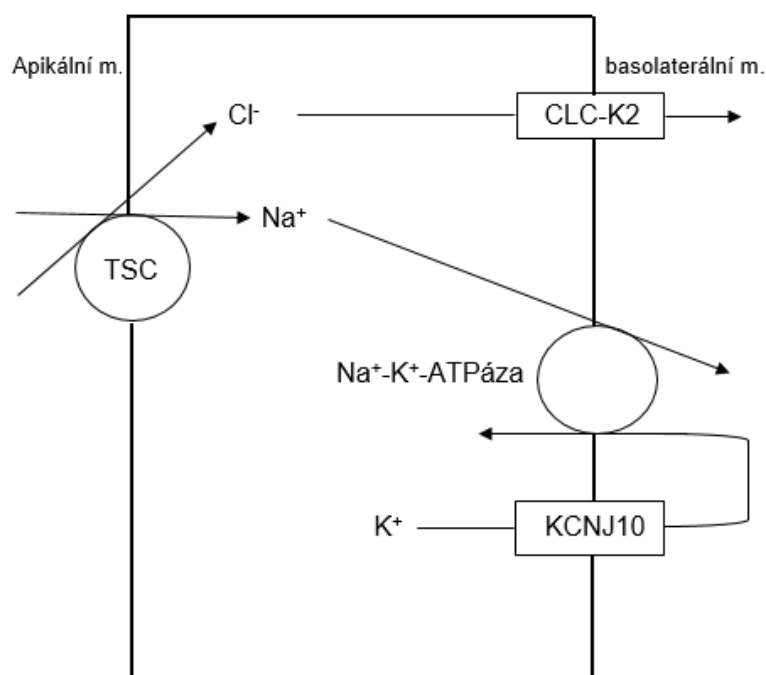 Apikální m.
basolaterální m.
Cl⁻
CLC-K2
Na⁺
TSC
Na⁺-K⁺-ATPáza
K⁺
KCNJ10